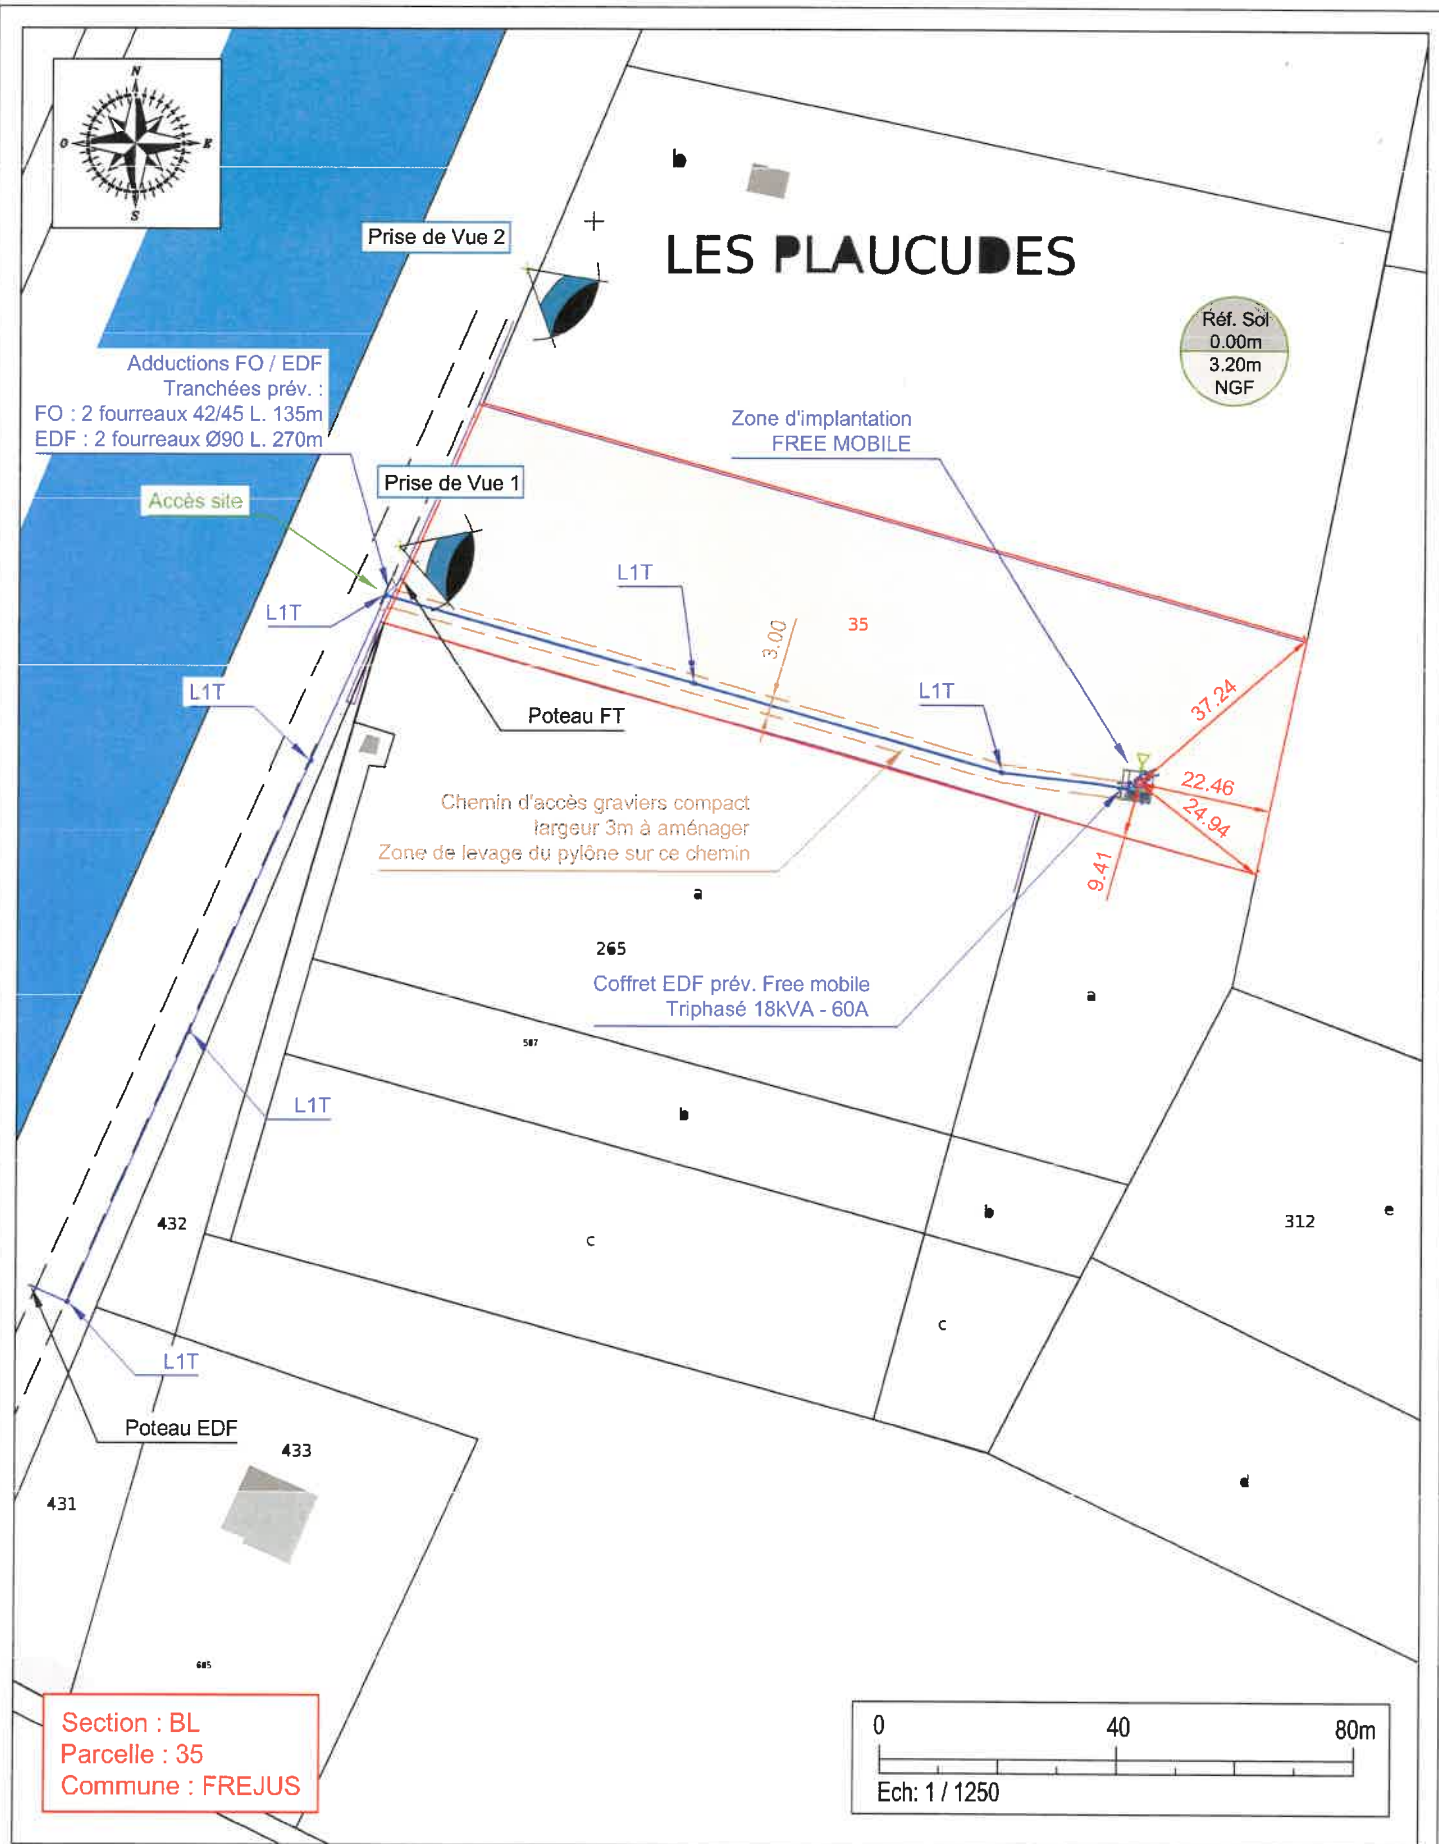 N
O
E
S
Prise de Vue 2
b
LES PLAUCUDES
Réf. Sol
0.00m
3.20m
NGF
Adductions FO / EDF
Tranchées prév. :
FO : 2 fourreaux 42/45 L. 135m
EDF : 2 fourreaux Ø90 L. 270m
Zone d'implantation
FREE MOBILE
Prise de Vue 1
Accès site
L1T
L1T
3.00
35
L1T
L1T
Poteau FT
37.24
22.46
24.94
9.41
Chemin d'accès graviers compact
largeur 3m à aménager
Zone de levage du pylône sur ce chemin
a
265
Coffret EDF prév. Free mobile
Triphasé 18kVA - 60A
a
587
L1T
b
432
c
b
312
e
c
L1T
Poteau EDF
433
431
d
685
Section : BL
Parcelle : 35
Commune : FREJUS
0
40
80m
Ech: 1 / 1250